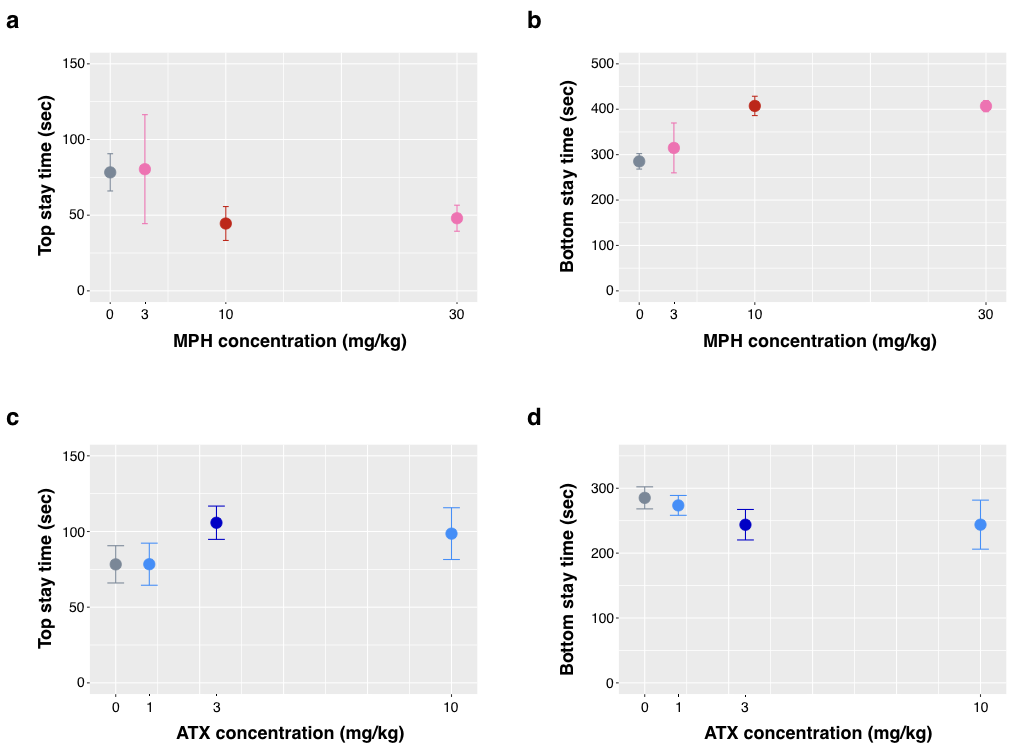 a
Top stay time (sec)
150
100
50
0
0 3 10 30
MPH concentration (mg/kg)
b
Bottom stay time (sec)
500
400
300
200
100
0
0 3 10 30
MPH concentration (mg/kg)
c
Top stay time (sec)
150
100
50
0
0 1 3 10
ATX concentration (mg/kg)
d
Bottom stay time (sec)
300
200
100
0
0 1 3 10
ATX concentration (mg/kg)